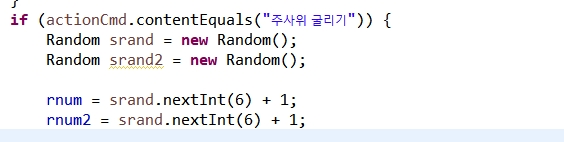 }
if (actionCmd.contentEquals("주사위 굴리기")) {
Random srand = new Random();
Random srand2 = new Random();
rnum = srand.nextInt(6) + 1;
rnum2 = srand.nextInt(6) + 1;